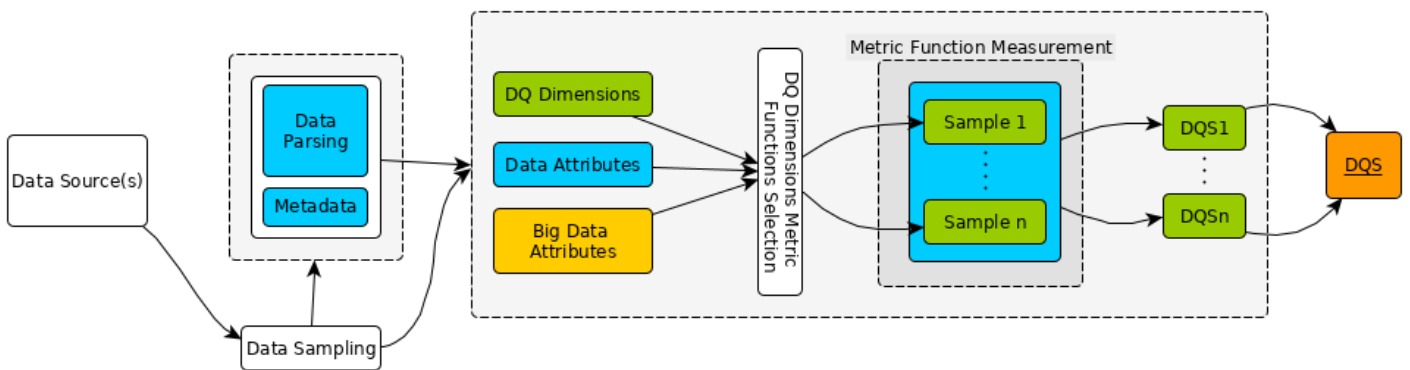 Data Source(s)
Data
Parsing
Metadata
Data Sampling
DQ Dimensions
Data Attributes
Big Data
Attributes
DQ Dimensions Metric
Functions Selection
Metric Function Measurement
Sample 1
Sample n
DQS1
DQSn
DQS